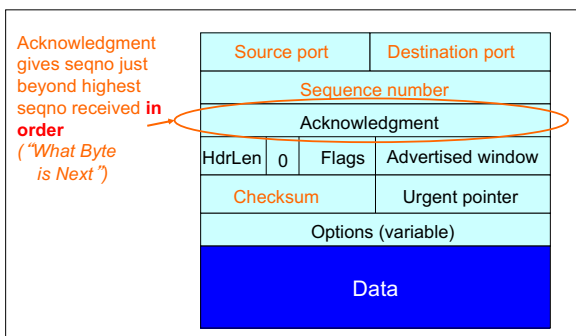 Acknowledgment
gives seqno just
beyond highest
seqno received in
order
(“What Byte
is Next”)
Source port Destination port
Sequence number
Acknowledgment
HdrLen 0 Flags Advertised window
Checksum Urgent pointer
Options (variable)
Data